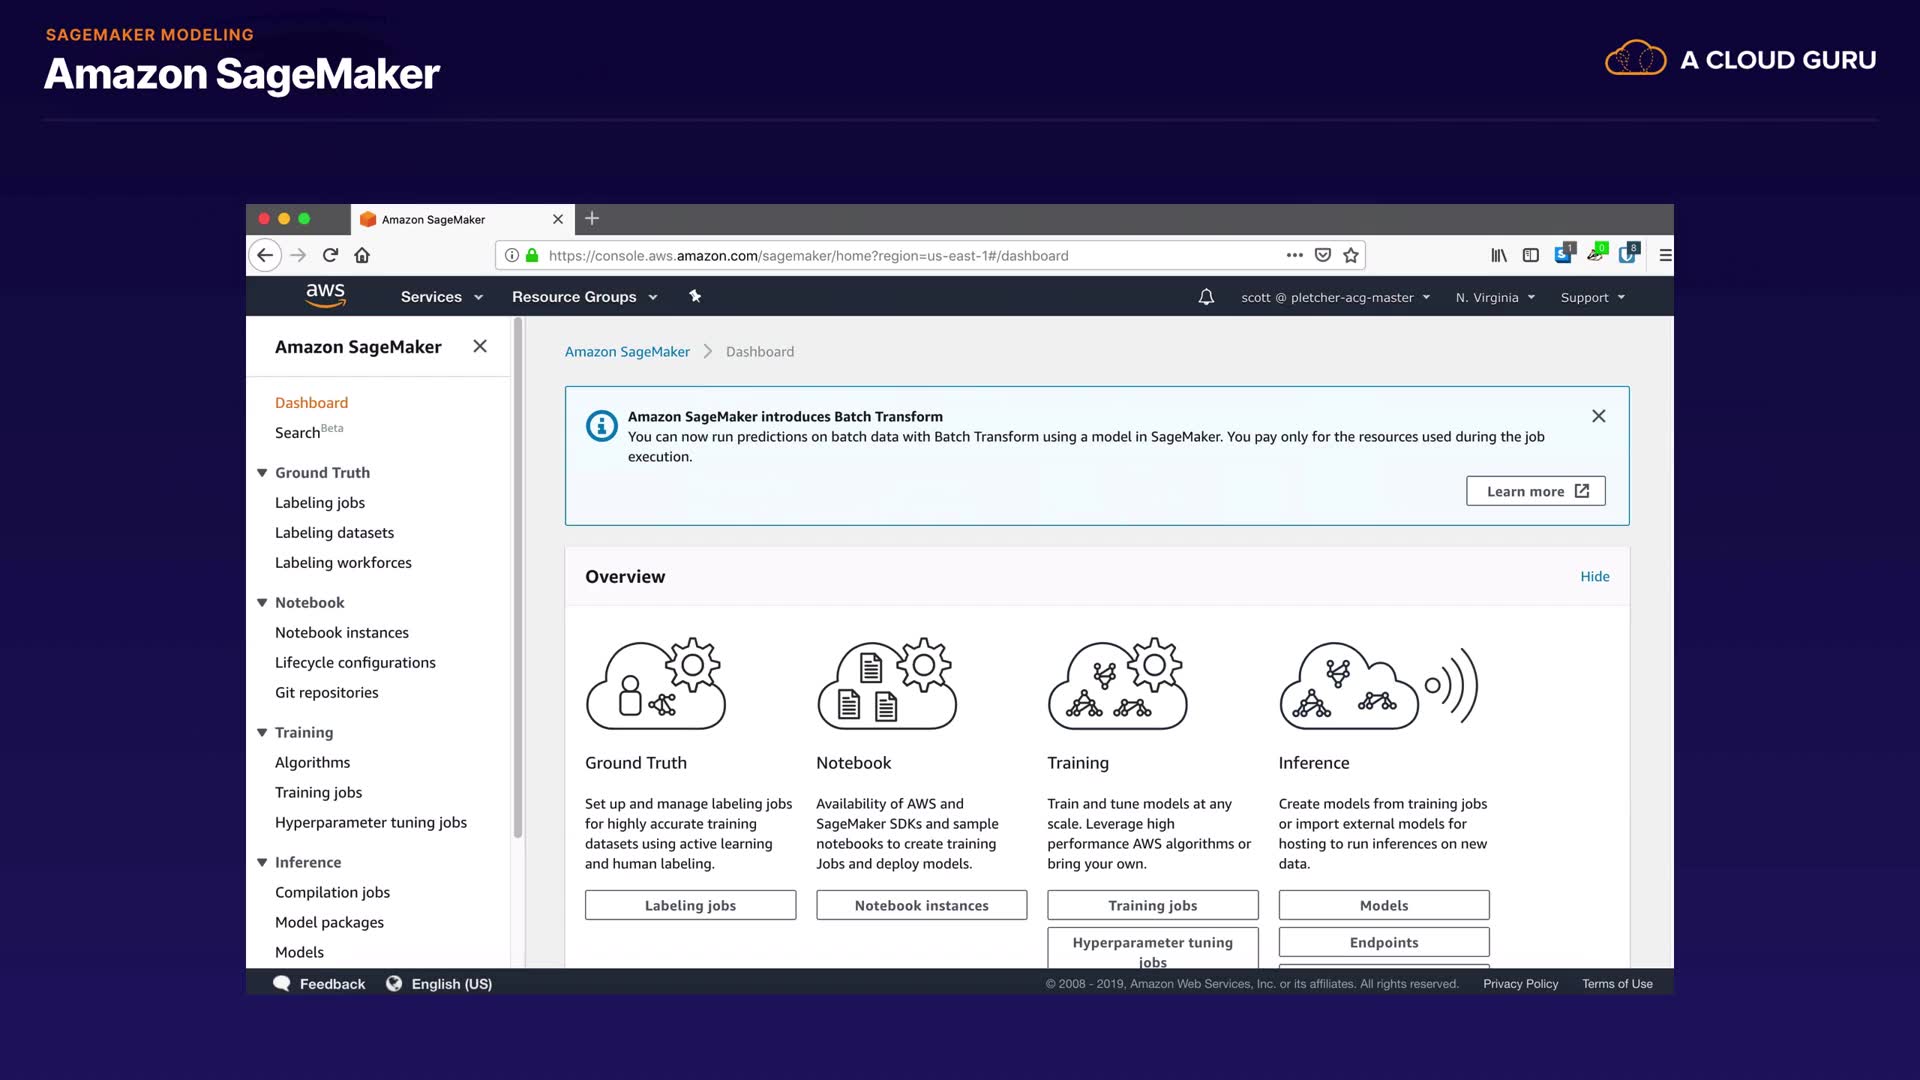 SAGEMAKER MODELING
Amazon SageMaker
A CLOUD GURU
Amazon SageMaker
https://console.aws.amazon.com/sagemaker/home?region=us-east-1#/dashboard
1
0
8
aws
Services
Resource Groups
scott @ pletcher-acg-master
N. Virginia
Support
Amazon SageMaker
Dashboard
Search Beta
Ground Truth
Labeling jobs
Labeling datasets
Labeling workforces
Notebook
Notebook instances
Lifecycle configurations
Git repositories
Training
Algorithms
Training jobs
Hyperparameter tuning jobs
Inference
Compilation jobs
Model packages
Models
Amazon SageMaker > Dashboard
Amazon SageMaker introduces Batch Transform
You can now run predictions on batch data with Batch Transform using a model in SageMaker. You pay only for the resources used during the job
execution.
Learn more
Overview
Hide
Ground Truth
Set up and manage labeling jobs
for highly accurate training
datasets using active learning
and human labeling.
Labeling jobs
Notebook
Availability of AWS and
SageMaker SDKs and sample
notebooks to create training
Jobs and deploy models.
Notebook instances
Training
Train and tune models at any
scale. Leverage high
performance AWS algorithms or
bring your own.
Training jobs
Hyperparameter tuning
jobs
Inference
Create models from training jobs
or import external models for
hosting to run inferences on new
data.
Models
Endpoints
Feedback
English (US)
© 2008 - 2019, Amazon Web Services, Inc. or its affiliates. All rights reserved.
Privacy Policy
Terms of Use